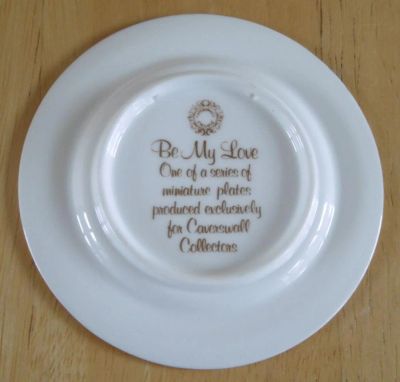 Be My Love
One of a series of
miniature plates
produced exclusively
for Caverswall
Collectors